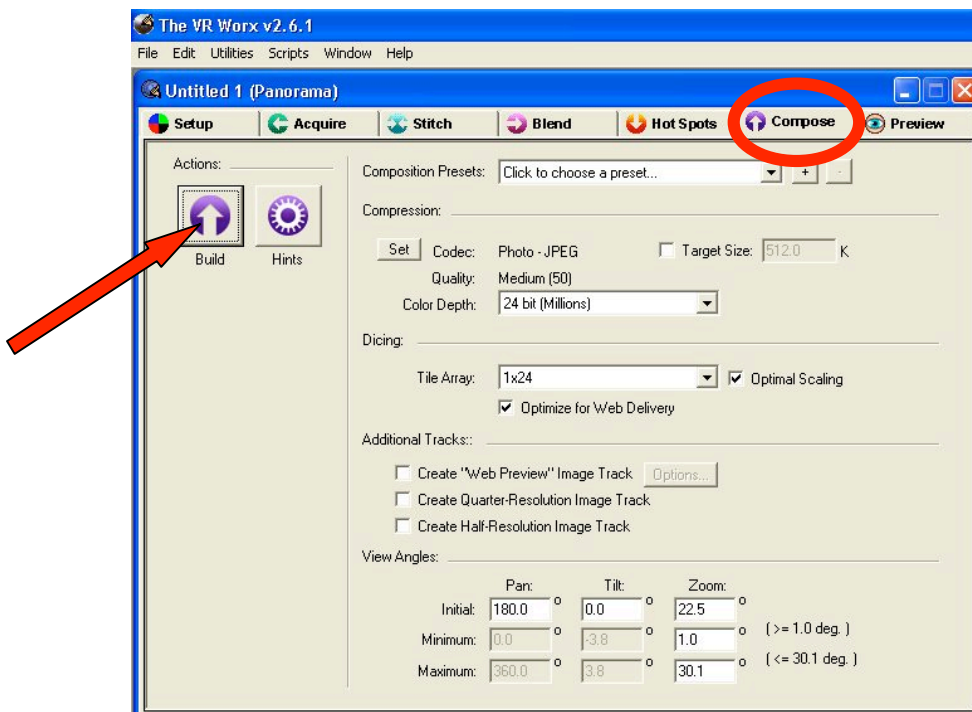 The VR Worx v2.6.1
File Edit Utilities Scripts Window Help
Untitled 1 (Panorama)
Setup Acquire Stitch Blend Hot Spots Compose Preview
Actions:
Build Hints
Composition Presets: Click to choose a preset... + -
Compression:
Set Codec: Photo - JPEG Target Size: 512.0 K
Quality: Medium (50)
Color Depth: 24 bit (Millions)
Dicing:
Tile Array: 1x24 Optimal Scaling
Optimize for Web Delivery
Additional Tracks::
Create "Web Preview" Image Track Options...
Create Quarter-Resolution Image Track
Create Half-Resolution Image Track
View Angles:
Pan: Tilt: Zoom:
Initial: 180.0 ° 0.0 ° 22.5 °
Minimum: 0.0 ° -3.8 ° 1.0 ° ( >= 1.0 deg. )
Maximum: 360.0 ° 3.8 ° 30.1 ° ( <= 30.1 deg. )